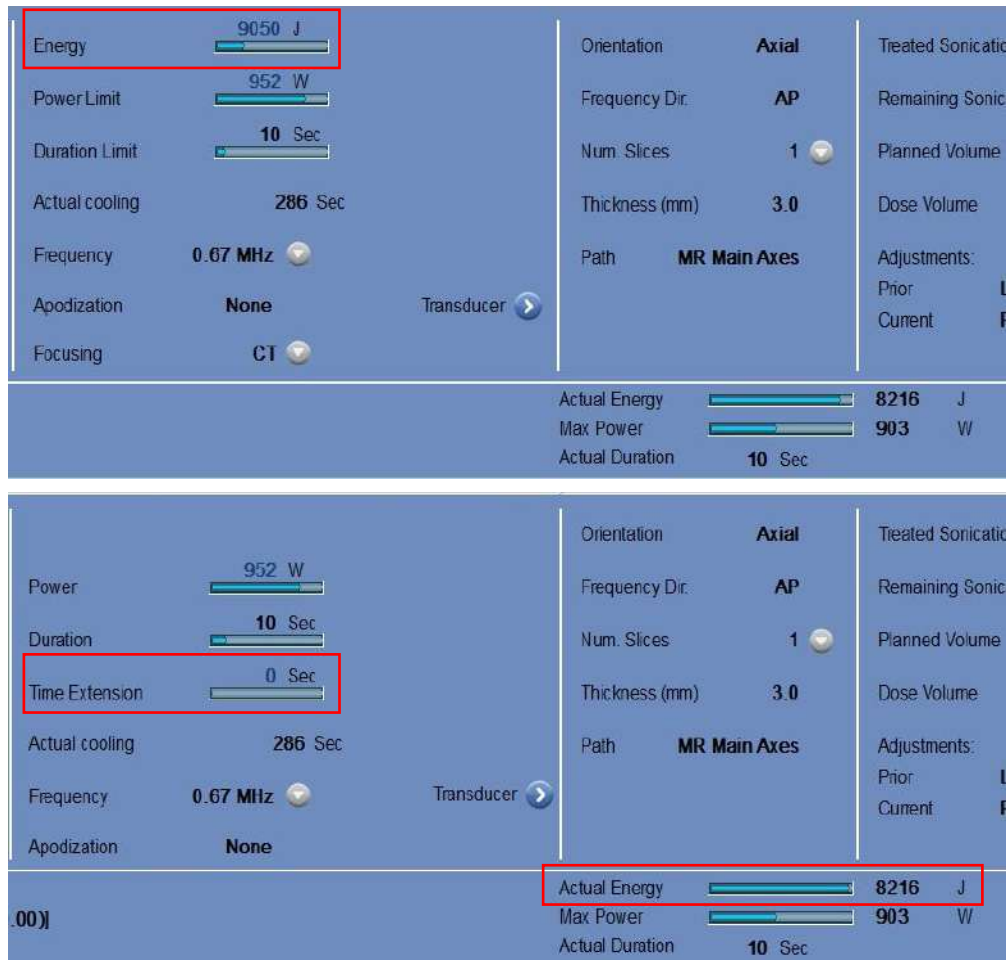 Energy 9050 J Orientation Axial Treated Sonicatio
Power Limit 952 W Frequency Dir. AP Remaining Sonic
Duration Limit 10 Sec Num. Slices 1 Planned Volume
Actual cooling 286 Sec Thickness (mm) 3.0 Dose Volume
Frequency 0.67 MHz Path MR Main Axes Adjustments:
Apodization None Transducer Prior L
Current
Focusing CT
Actual Energy 8216 J
Max Power 903 W
Actual Duration 10 Sec
Orientation Axial Treated Sonicatio
Power 952 W Frequency Dir. AP Remaining Sonic
Duration 10 Sec Num. Slices 1 Planned Volume
Time Extension 0 Sec Thickness (mm) 3.0 Dose Volume
Actual cooling 286 Sec Path MR Main Axes Adjustments:
Prior L
Frequency 0.67 MHz Transducer Current
Apodization None
Actual Energy 8216 J
.00)] Max Power 903 W
Actual Duration 10 Sec